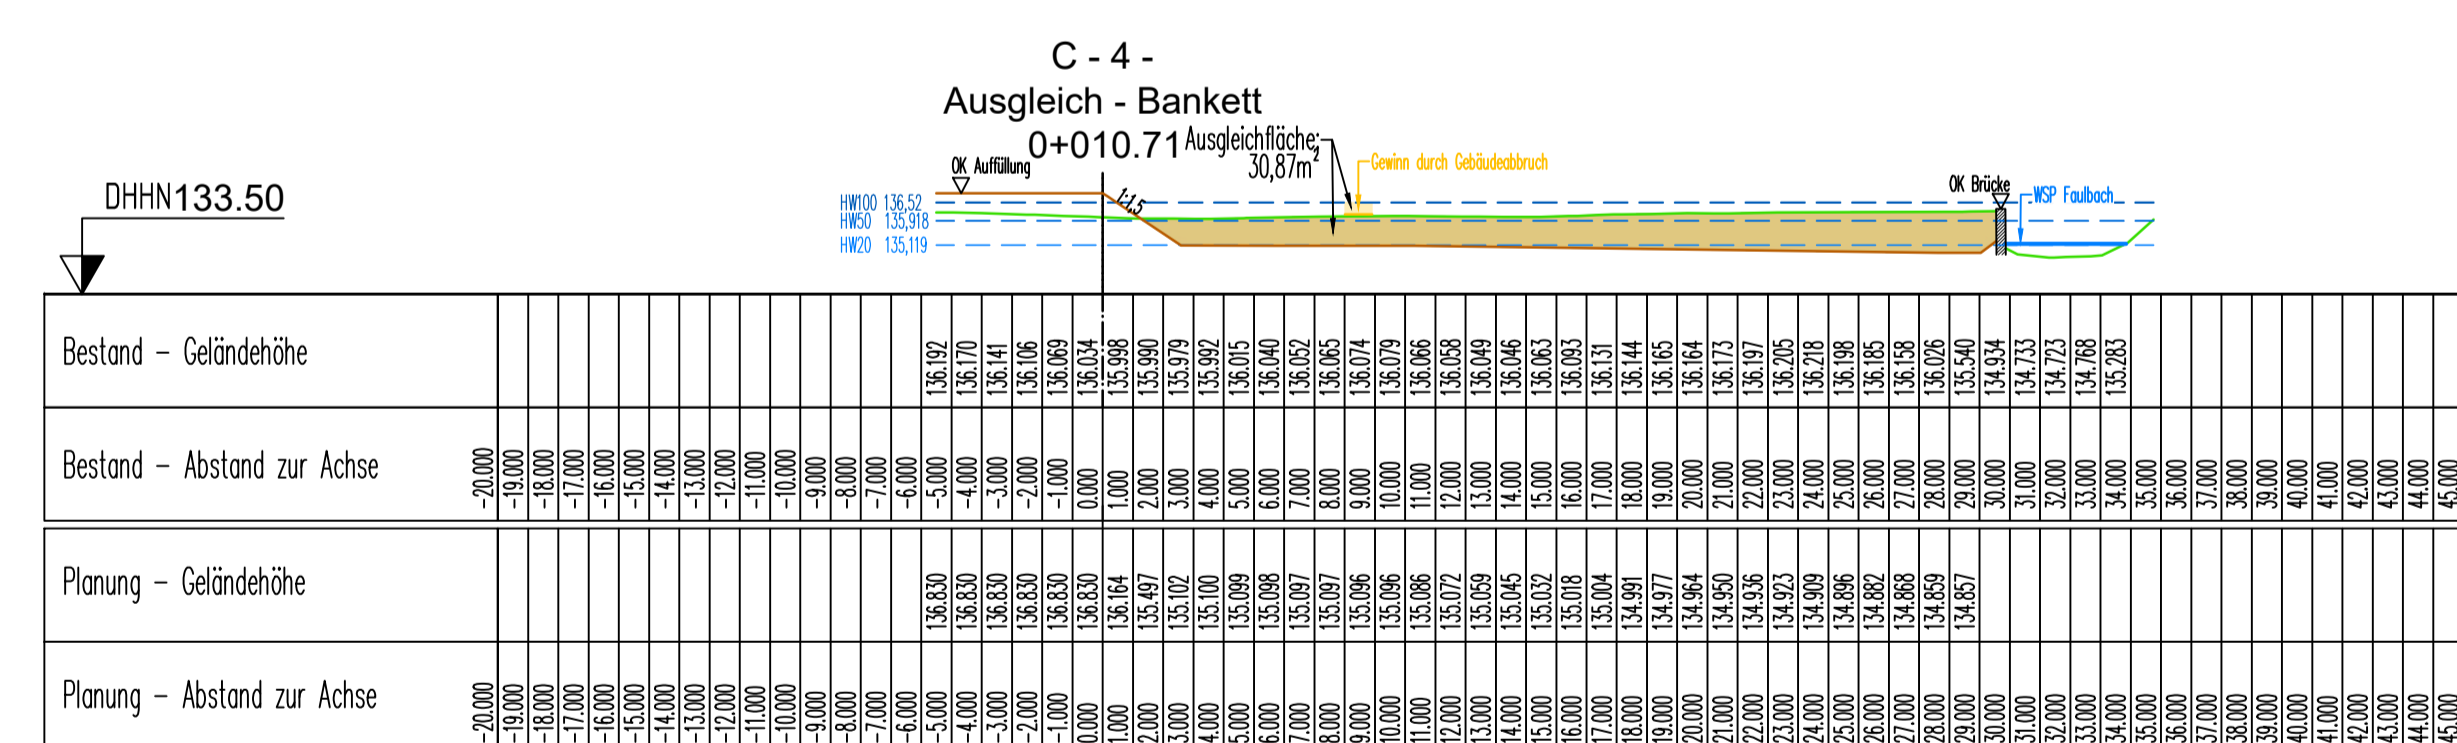 C - 4 -
Ausgleich - Bankett
0+010.71
Ausgleichfläche:
30,87m²
Gewinn durch Gebäudeabbruch
OK Auffüllung
1:1,5
OK Brücke
WSP Faulbach
DHHN133.50
HW100 136,52
HW50 135,918
HW20 135,119
Bestand - Geländehöhe 136.192 136.170 136.141 136.106 136.069 136.034 135.998 135.990 135.979 135.992 136.015 136.040 136.052 136.065 136.074 136.079 136.066 136.058 136.049 136.046 136.063 136.093 136.131 136.144 136.165 136.164 136.173 136.197 136.205 136.218 136.198 136.185 136.158 136.026 135.540 134.934 134.733 134.723 134.768 135.283
Bestand - Abstand zur Achse -20.000 -19.000 -18.000 -17.000 -16.000 -15.000 -14.000 -13.000 -12.000 -11.000 -10.000 -9.000 -8.000 -7.000 -6.000 -5.000 -4.000 -3.000 -2.000 -1.000 0.000 1.000 2.000 3.000 4.000 5.000 6.000 7.000 8.000 9.000 10.000 11.000 12.000 13.000 14.000 15.000 16.000 17.000 18.000 19.000 20.000 21.000 22.000 23.000 24.000 25.000 26.000 27.000 28.000 29.000 30.000 31.000 32.000 33.000 34.000 35.000 36.000 37.000 38.000 39.000 40.000 41.000 42.000 43.000 44.000 45.000
Planung - Geländehöhe 136.830 136.830 136.830 136.830 136.830 136.830 136.164 135.497 135.102 135.100 135.099 135.098 135.097 135.097 135.096 135.096 135.086 135.072 135.059 135.045 135.032 135.018 135.004 134.991 134.977 134.964 134.950 134.936 134.923 134.909 134.896 134.882 134.868 134.859 134.857
Planung - Abstand zur Achse -20.000 -19.000 -18.000 -17.000 -16.000 -15.000 -14.000 -13.000 -12.000 -11.000 -10.000 -9.000 -8.000 -7.000 -6.000 -5.000 -4.000 -3.000 -2.000 -1.000 0.000 1.000 2.000 3.000 4.000 5.000 6.000 7.000 8.000 9.000 10.000 11.000 12.000 13.000 14.000 15.000 16.000 17.000 18.000 19.000 20.000 21.000 22.000 23.000 24.000 25.000 26.000 27.000 28.000 29.000 30.000 31.000 32.000 33.000 34.000 35.000 36.000 37.000 38.000 39.000 40.000 41.000 42.000 43.000 44.000 45.000